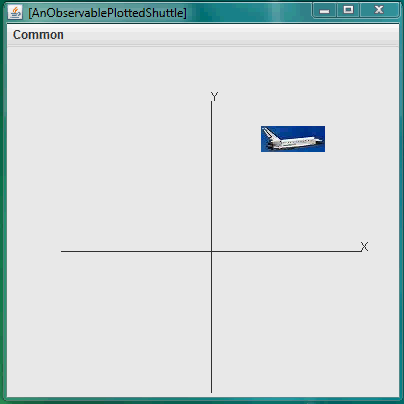 [AnObservablePlottedShuttle]
Common
Y
X